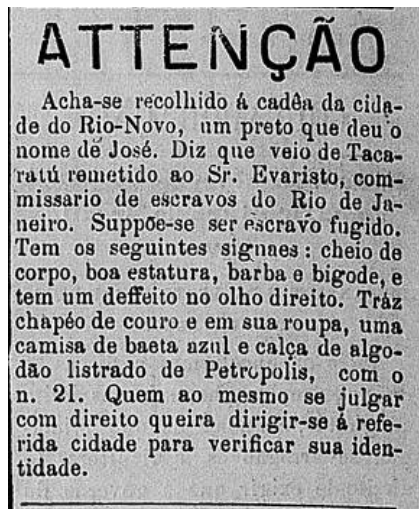 ATTENÇÃO
Acha-se recolhido á cadêa da cida-
de do Rio-Novo, um preto que deu o
nome de José. Diz que veio de Taca-
ratú remetido ao Sr. Evaristo, com-
missario de escravos do Rio de Ja-
neiro. Suppõe-se ser escravo fugido.
Tem os seguintes signaes: cheio de
corpo, boa estatura, barba e bigode, e
tem um deffeito no olho direito. Tráz
chapéo de couro e em sua roupa, uma
camisa de baeta azul e calça de algo-
dão listrado de Petropolis, com o
n. 21. Quem ao mesmo se julgar
com direito queira dirigir-se á refe-
rida cidade para verificar sua iden-
tidade.